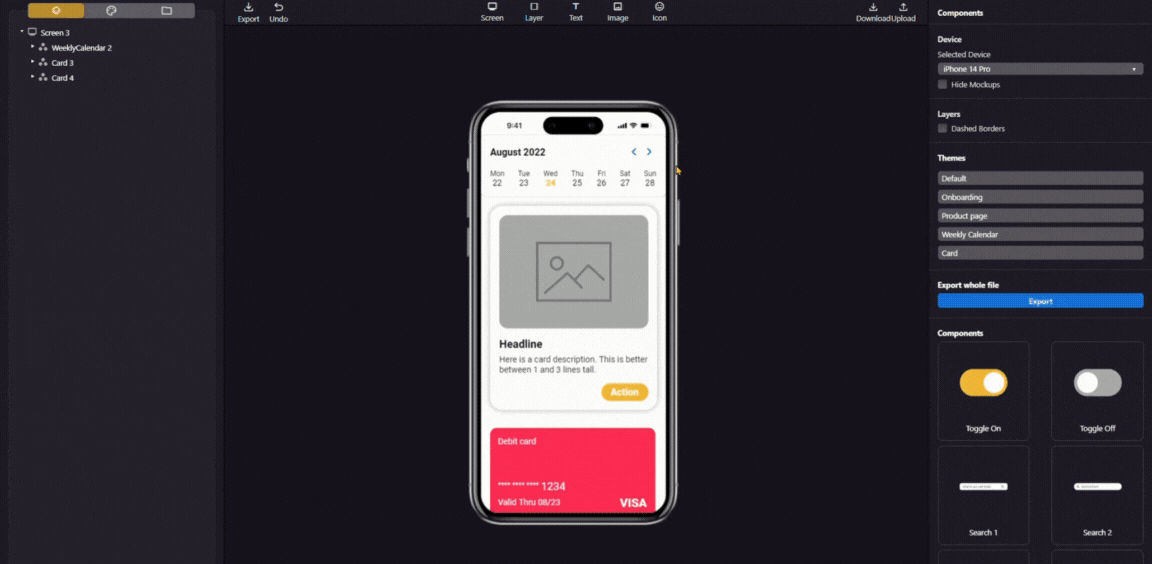 Export
Undo
Screen
Layer
Text
Image
Icon
Download
Upload
Screen 3
WeeklyCalendar 2
Card 3
Card 4
9:41
August 2022
Mon Tue Wed Thu Fri Sat Sun
22 23 24 25 26 27 28
Headline
Here is a card description. This is better
between 1 and 3 lines tall.
Action
Debit card
**** **** **** 1234
Valid Thru 08/23
VISA
Components
Device
Selected Device
iPhone 14 Pro
Hide Mockups
Layers
Dashed Borders
Themes
Default
Onboarding
Product page
Weekly Calendar
Card
Export whole file
Export
Components
Toggle On
Toggle Off
Search 1
Search 2